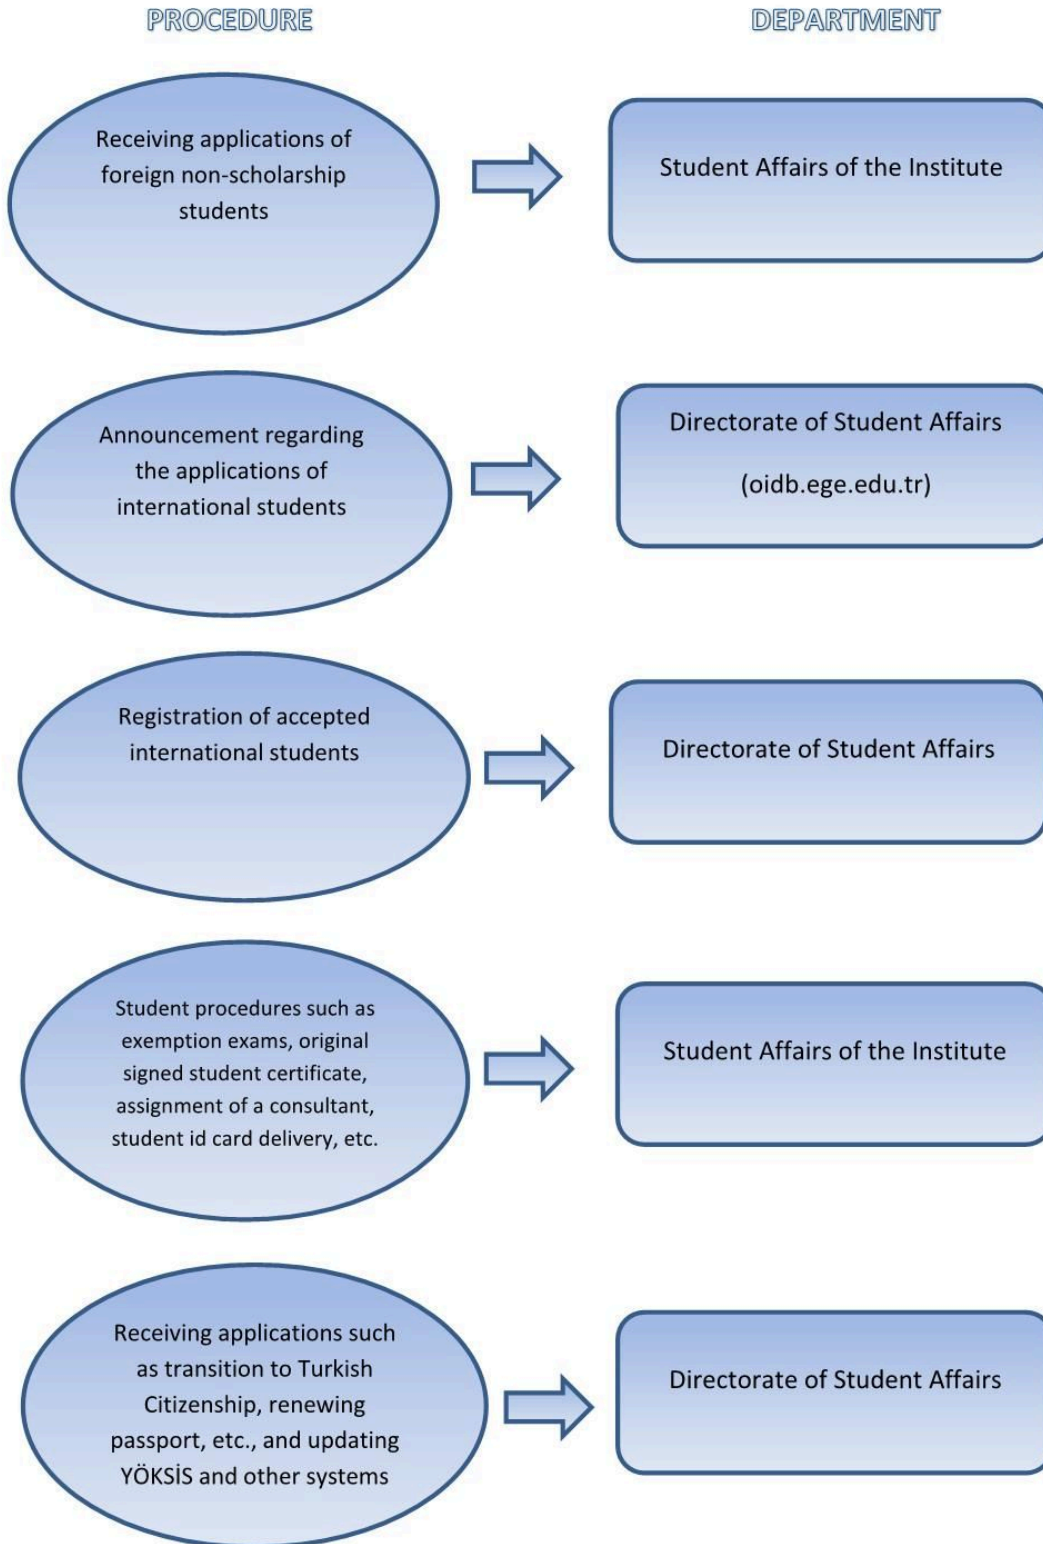 PROCEDURE
DEPARTMENT
Receiving applications of
foreign non-scholarship
students
Student Affairs of the Institute
Announcement regarding
the applications of
international students
Directorate of Student Affairs
(oidb.ege.edu.tr)
Registration of accepted
international students
Directorate of Student Affairs
Student procedures such as
exemption exams, original
signed student certificate,
assignment of a consultant,
student id card delivery, etc.
Student Affairs of the Institute
Receiving applications such
as transition to Turkish
Citizenship, renewing
passport, etc., and updating
YÖKSİS and other systems
Directorate of Student Affairs